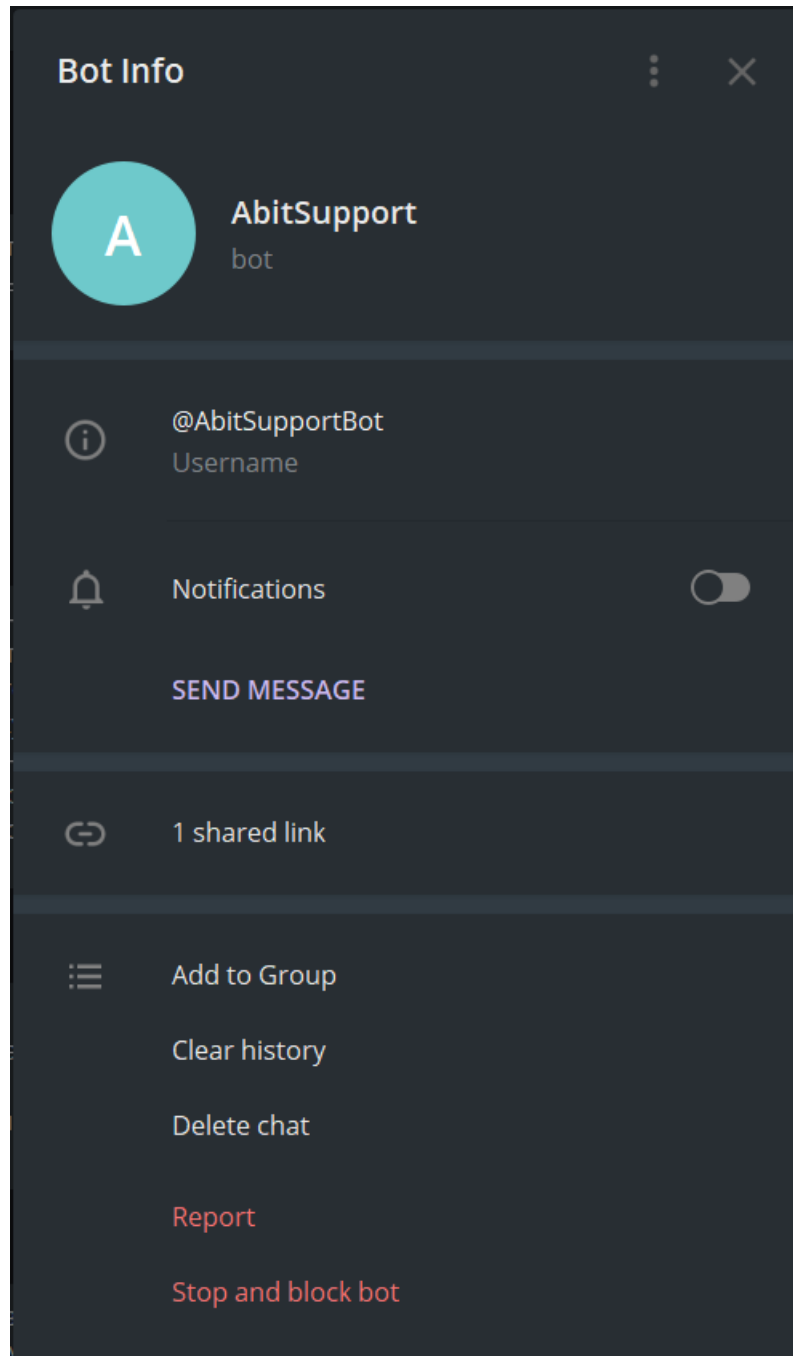 Bot Info
A
AbitSupport
bot
@AbitSupportBot
Username
Notifications
SEND MESSAGE
1 shared link
Add to Group
Clear history
Delete chat
Report
Stop and block bot